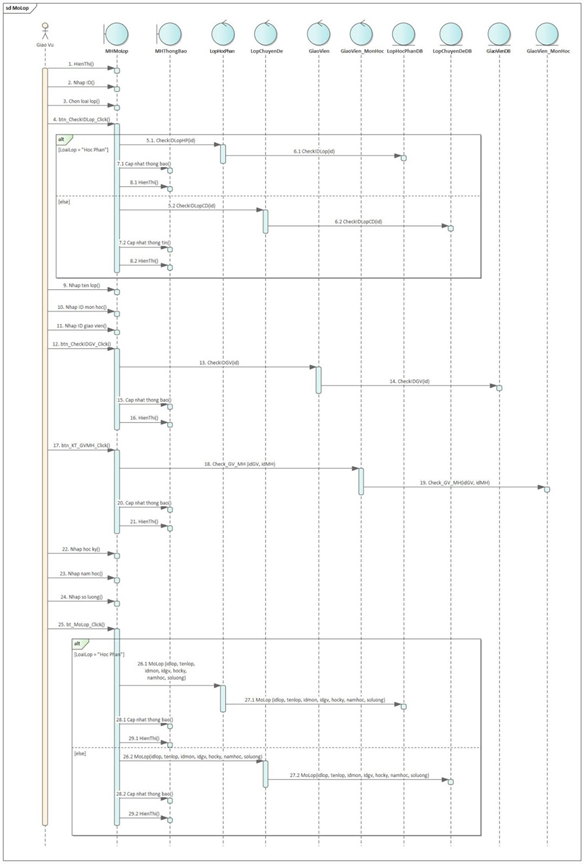 sd MoLop
Giao Vu
MHMoLop
MHThongBao
LopHocPhan
LopChuyenDe
GiaoVien
GiaoVien_MonHoc
LopHocPhanDB
LopChuyenDeDB
GiaoVienDB
GiaoVien_MonHoc
1. HienThi()
2. Nhap ID()
3. Chon loai lop()
4. btn_CheckIDLop_Click()
alt
[LoaiLop = "Hoc Phan"]
5.1. CheckIDLopHP(id)
6.1 CheckIDLop(id)
7.1 Cap nhat thong bao()
8.1 HienThi()
[else]
5.2 CheckIDLopCD(id)
6.2 CheckIDLopCD(id)
7.2 Cap nhat thong tin()
8.2 HienThi()
9. Nhap ten lop()
10. Nhap ID mon hoc()
11. Nhap ID giao vien()
12. btn_CheckIDGV_Click()
13. CheckIDGV(id)
14. CheckIDGV(id)
15. Cap nhat thong bao()
16. HienThi()
17. btn_KT_GVMH_Click()
18. Check_GV_MH (idGV, idMH)
19. Check_GV_MH(idGV, idMH)
20. Cap nhat thong bao()
21. HienThi()
22. Nhap hoc ky()
23. Nhap nam hoc()
24. Nhap so luong()
25. bt_MoLop_Click()
alt
[LoaiLop = "Hoc Phan"]
26.1 MoLop (idlop, tenlop,
idmon, idgv, hocky,
namhoc, soluong)
27.1 MoLop (idlop, tenlop, idmon, idgv, hocky, namhoc, soluong)
28.1 Cap nhat thong bao()
29.1 HienThi()
[else]
26.2 MoLop(idlop, tenlop, idmon, idgv, hocky, namhoc, soluong)
27.2 MoLop(idlop, tenlop, idmon, idgv, hocky, namhoc, soluong)
28.2 Cap nhat thong bao()
29.2 HienThi()